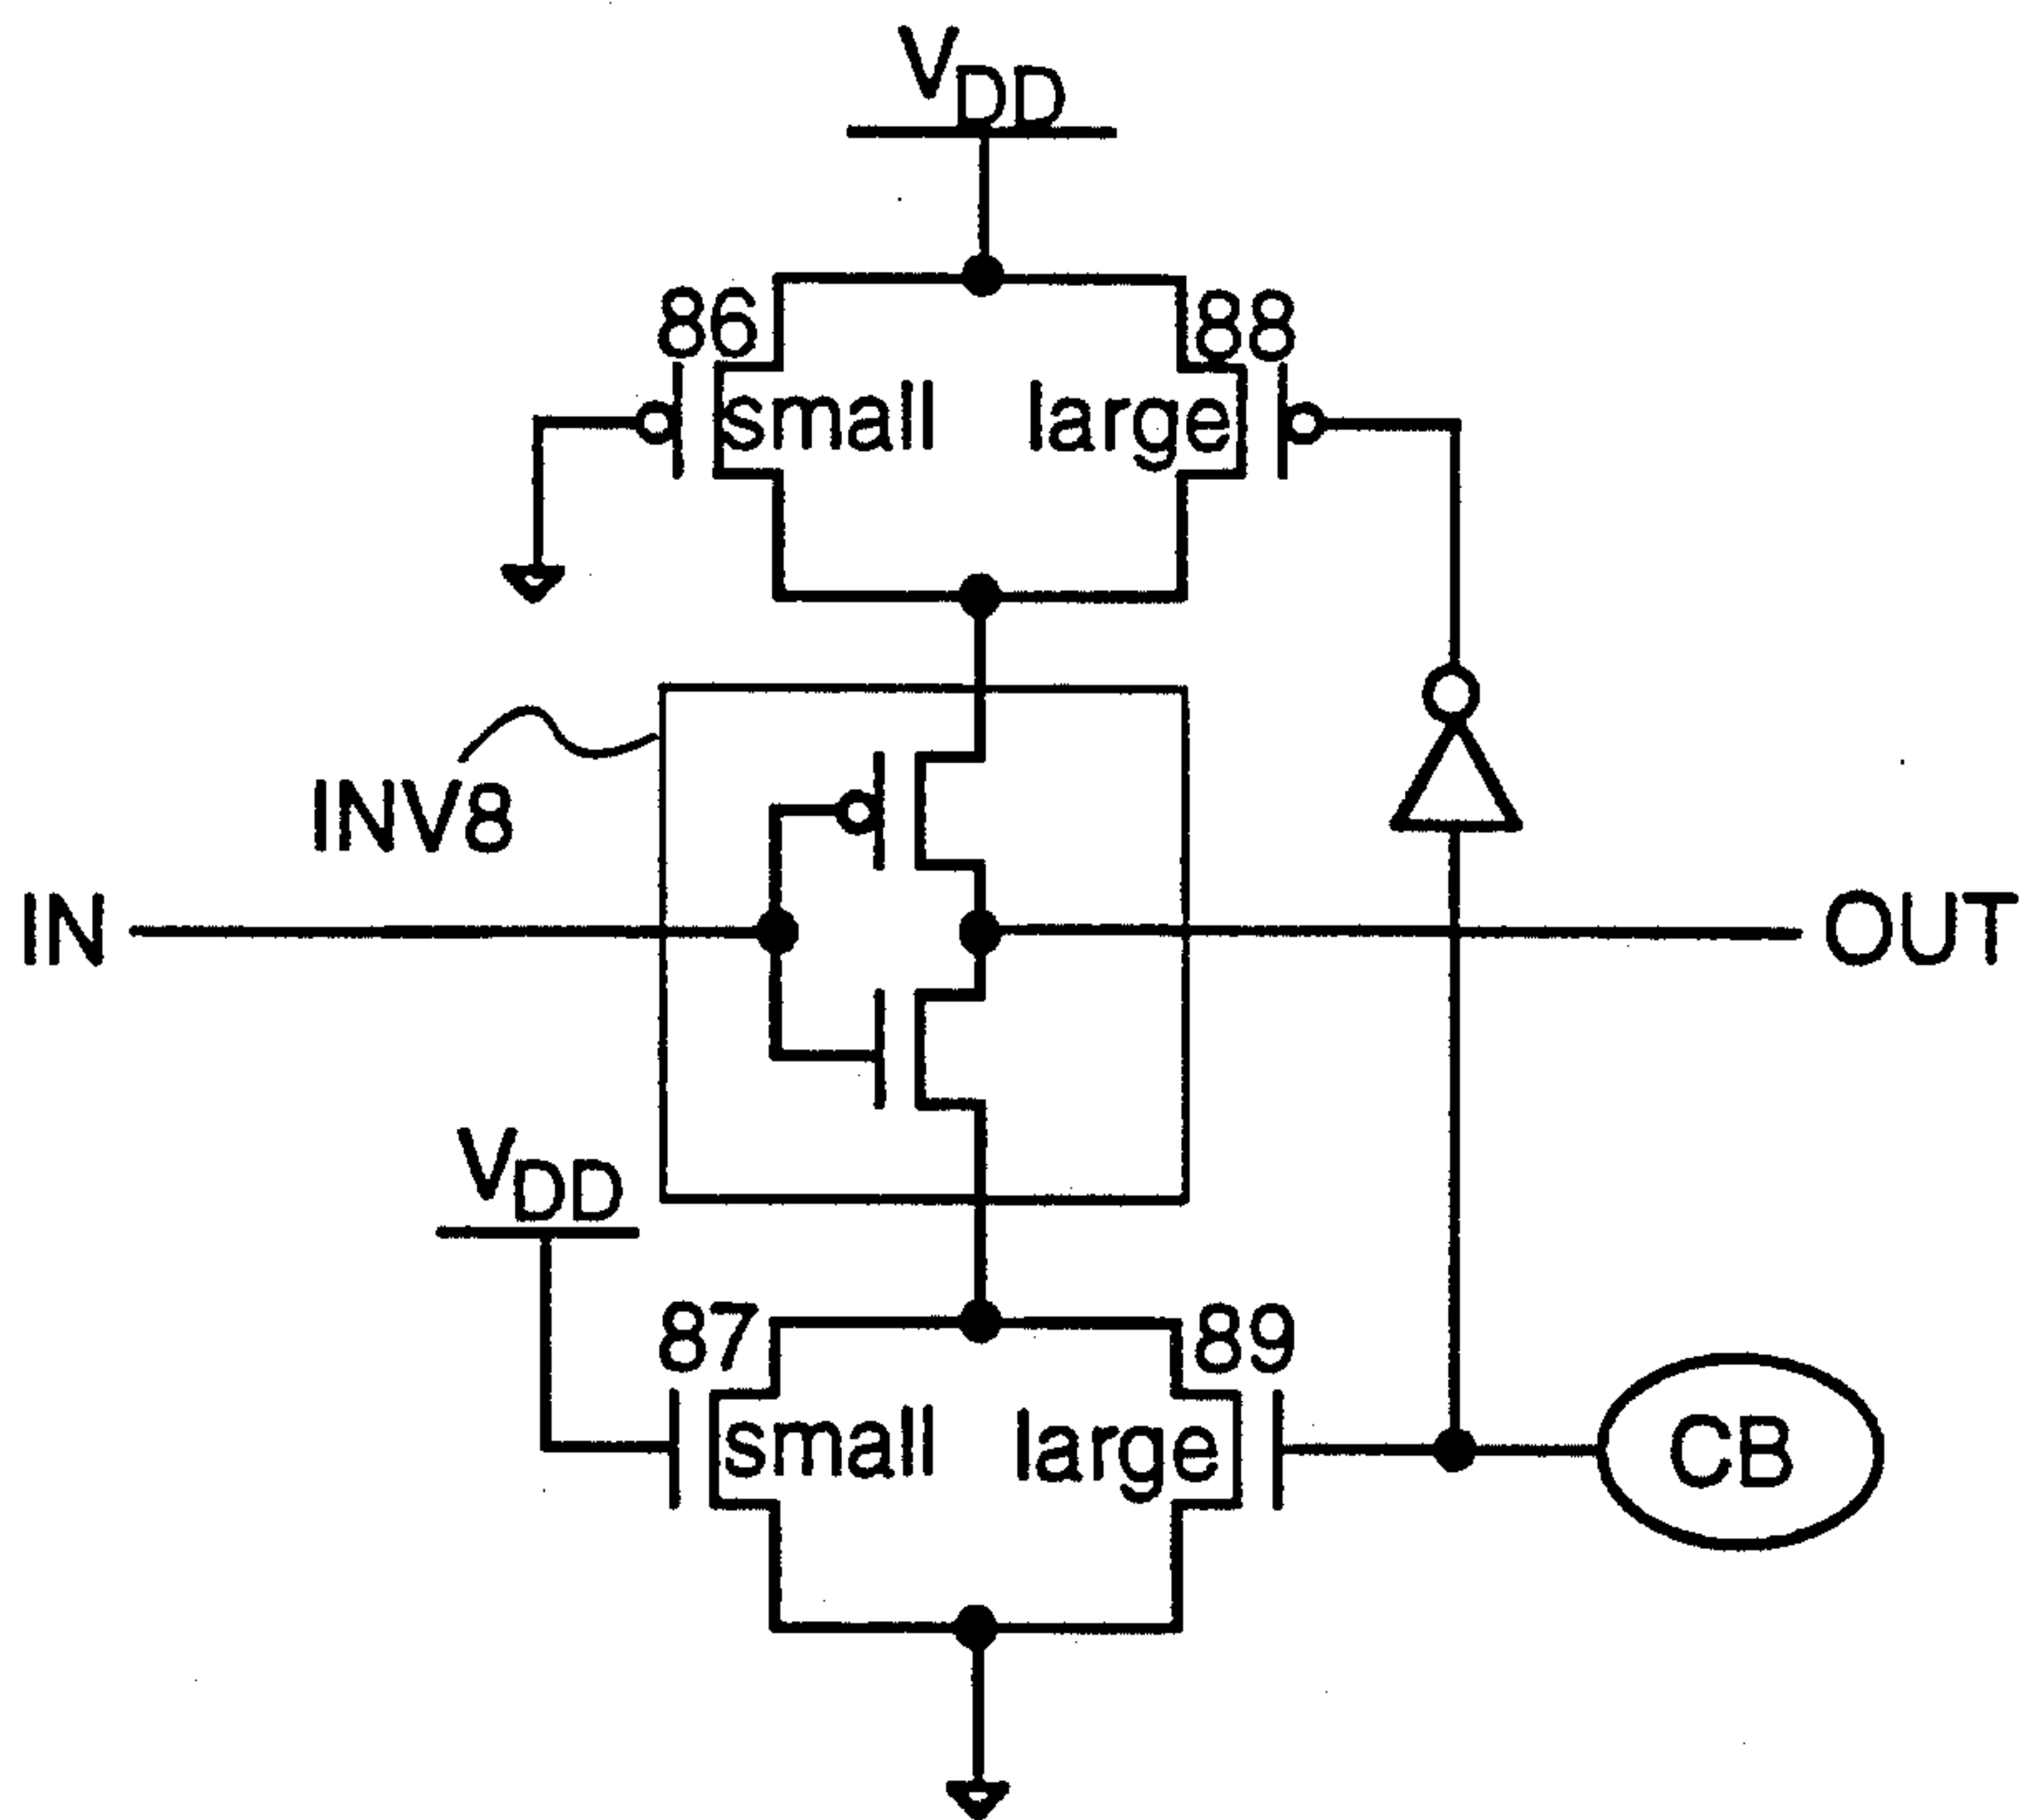 VDD
86
88
small
large
INV8
IN
OUT
VDD
87
89
small
large
CB